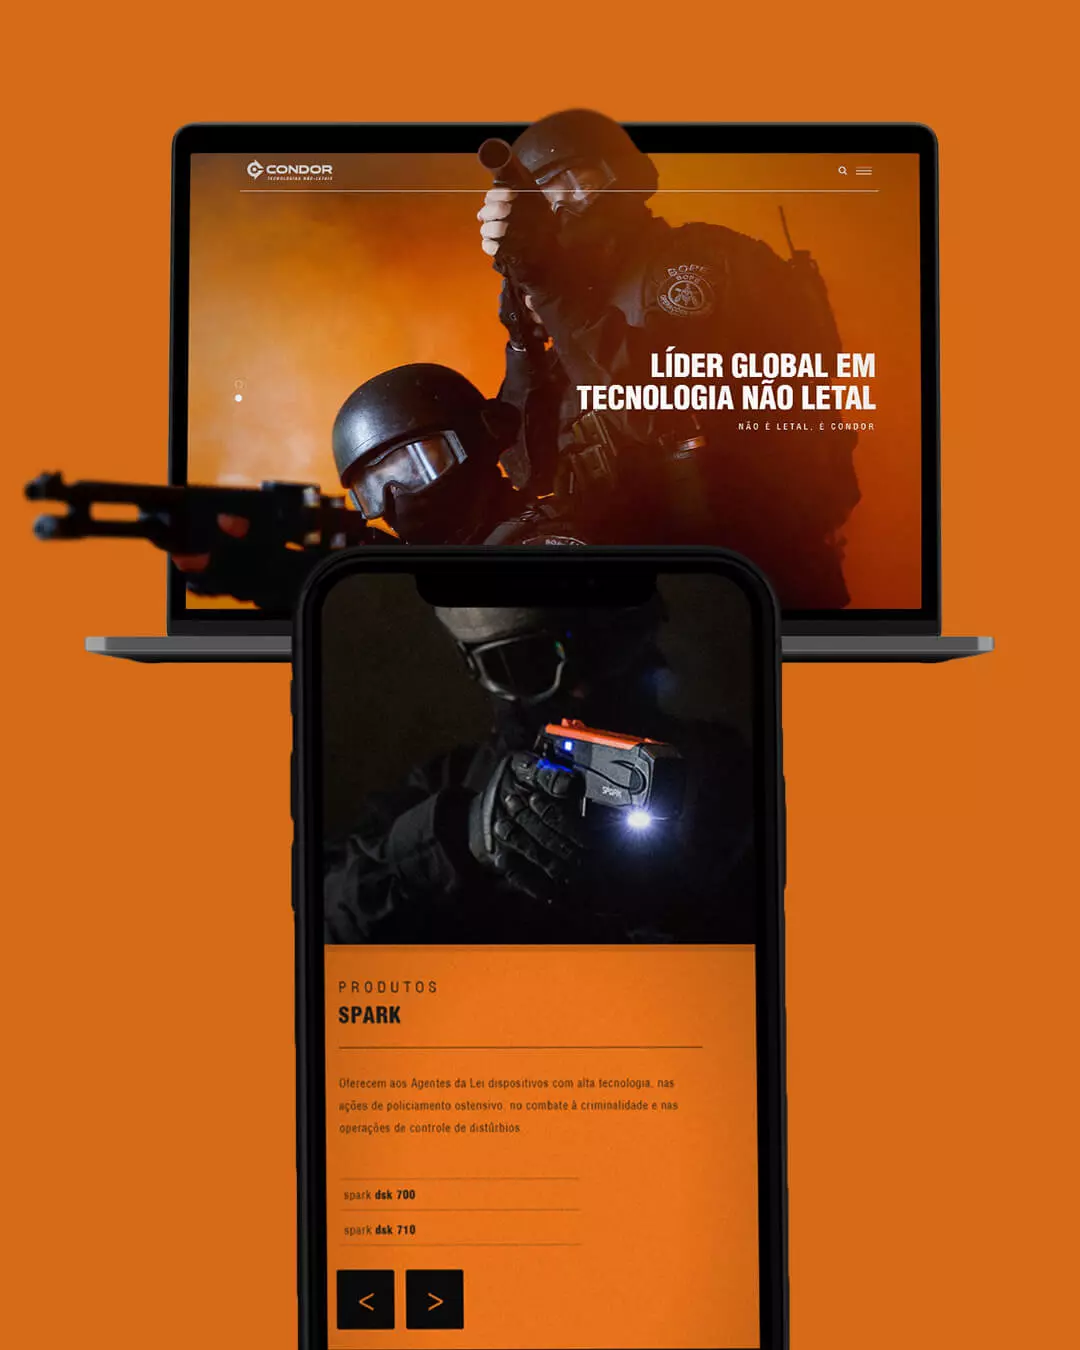 CONDOR
TECNOLOGIAS NÃO-LETAIS
BOPE
BOPE
LÍDER GLOBAL EM
TECNOLOGIA NÃO LETAL
NÃO É LETAL, É CONDOR
SPARK
PRODUTOS
SPARK
Oferecem aos Agentes da Lei dispositivos com alta tecnologia, nas
ações de policiamento ostensivo, no combate à criminalidade e nas
operações de controle de distúrbios
spark dsk 700
spark dsk 710
< >